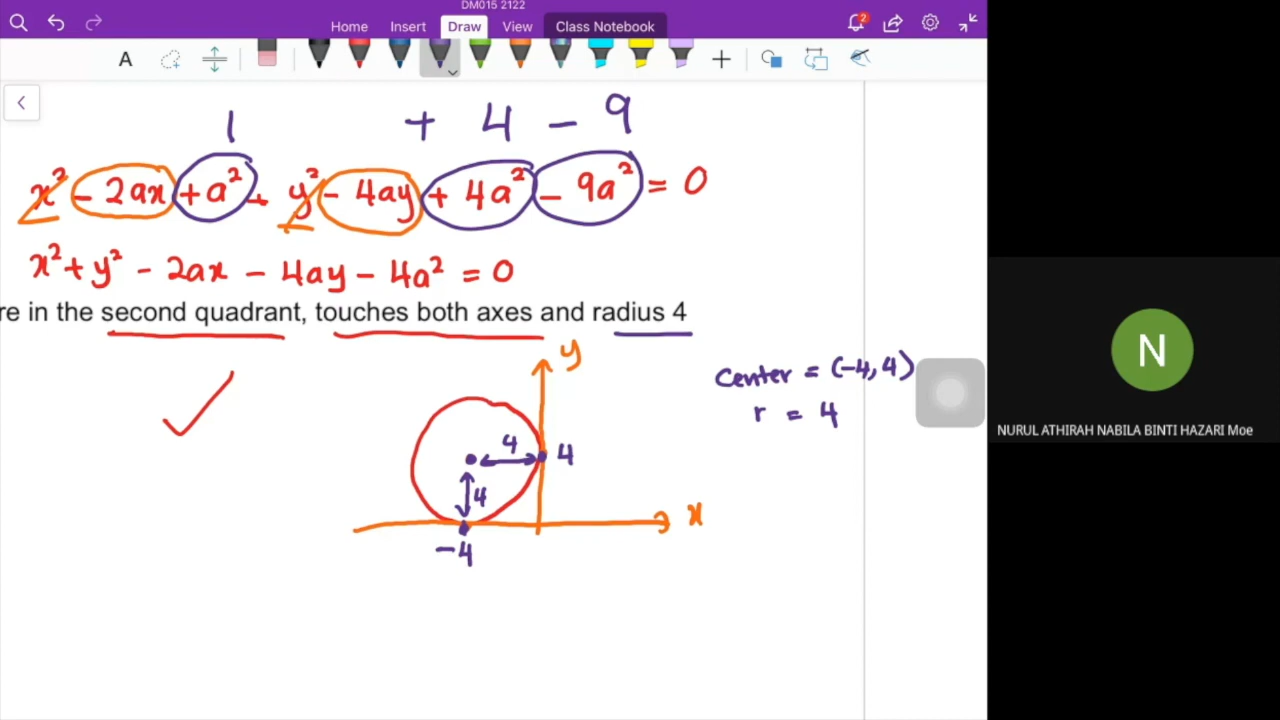 DM015 2122
Home Insert Draw View Class Notebook
2
A
1 + 4 - 9
x² - 2ax + a² + y² - 4ay + 4a² - 9a² = 0
x² + y² - 2ax - 4ay - 4a² = 0
re in the second quadrant, touches both axes and radius 4
y
center = (-4, 4)
r = 4
4 4
4
x
-4
N
NURUL ATHIRAH NABILA BINTI HAZARI Moe